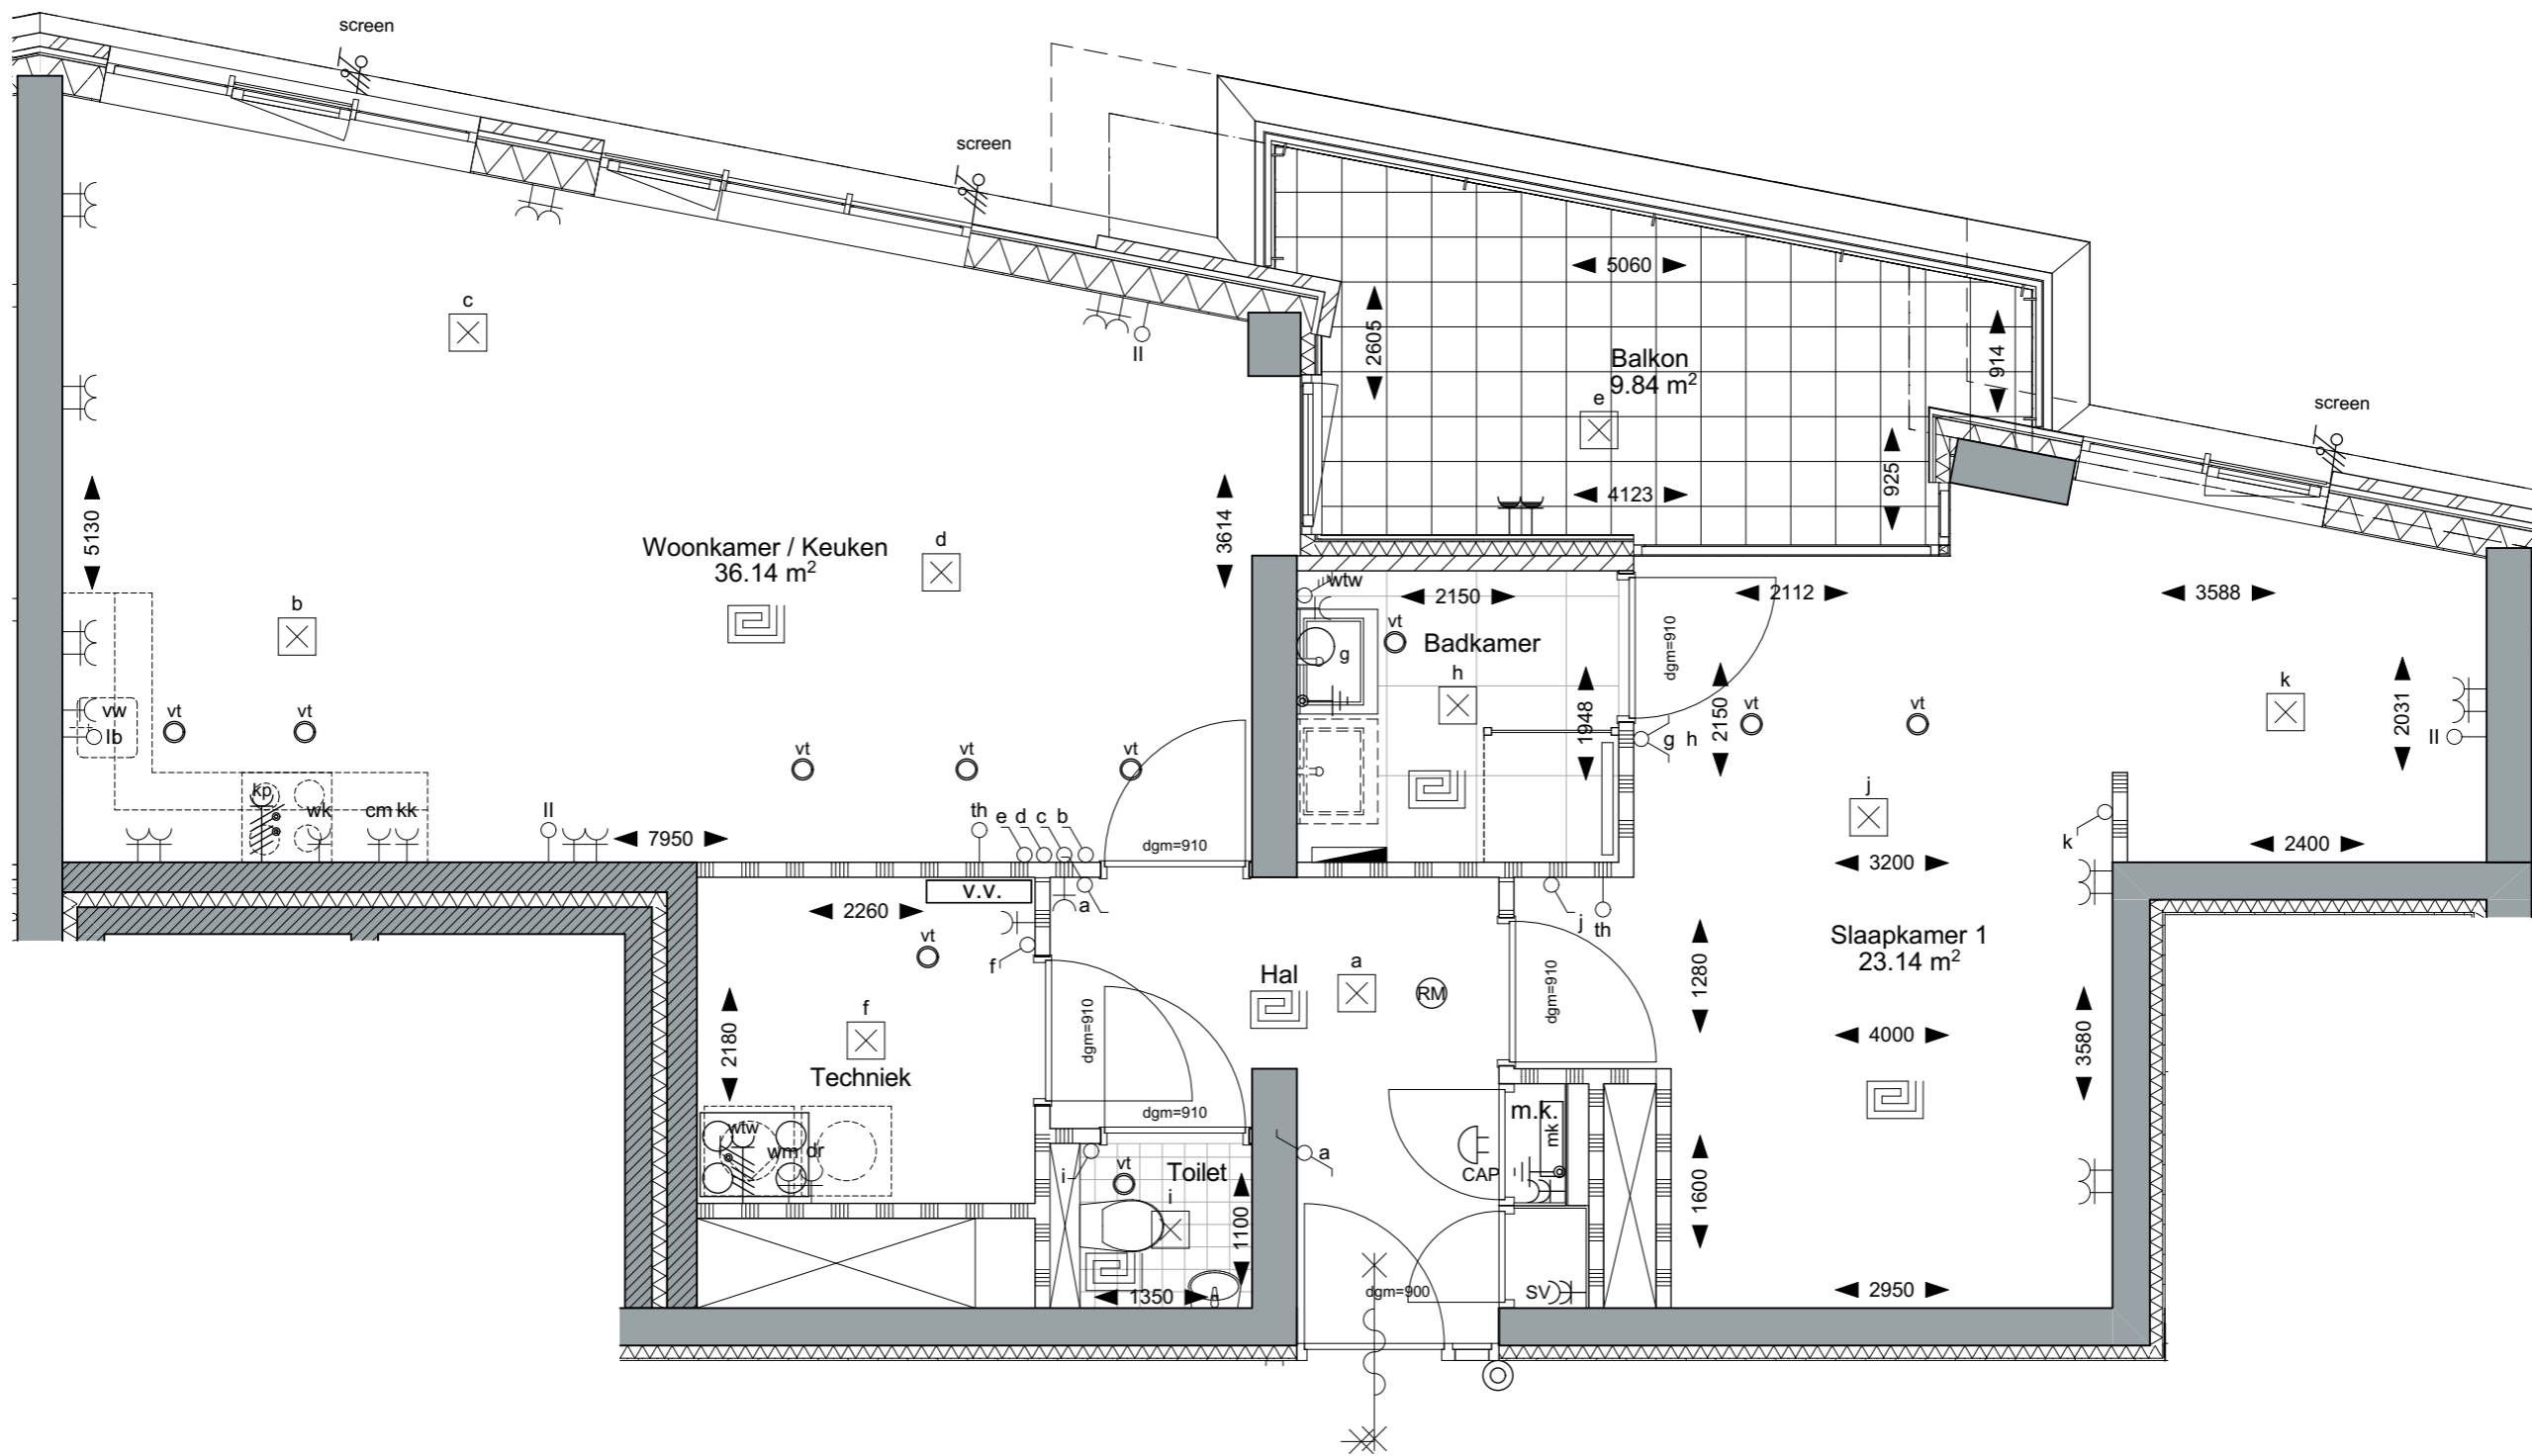 screen
screen
c
5060
2605
Balkon
9.84 m²
914
e
II
screen
925
4123
5130
3614
d
Woonkamer / Keuken
36.14 m²
b
wtw
2150
2112
3588
dgm=910
vt
Badkamer
g
h
k
vw
lb
vt
vt
1948
2150
vt
vt
2031
g h
II
vt
vt
vt
j
kp
wk
cm
kk
II
7950
th
e
d
c
b
dgm=910
k
3200
2400
v.v.
2260
a
j
th
vt
f
Slaapkamer 1
23.14 m²
Hal
a
RM
dgm=910
1280
f
2180
dgm=910
4000
3580
Techniek
dgm=910
m.k.
mk
wtw
wm
dr
i
vt
Toilet
i
a
CAP
1100
1600
1350
dgm=900
SV
2950